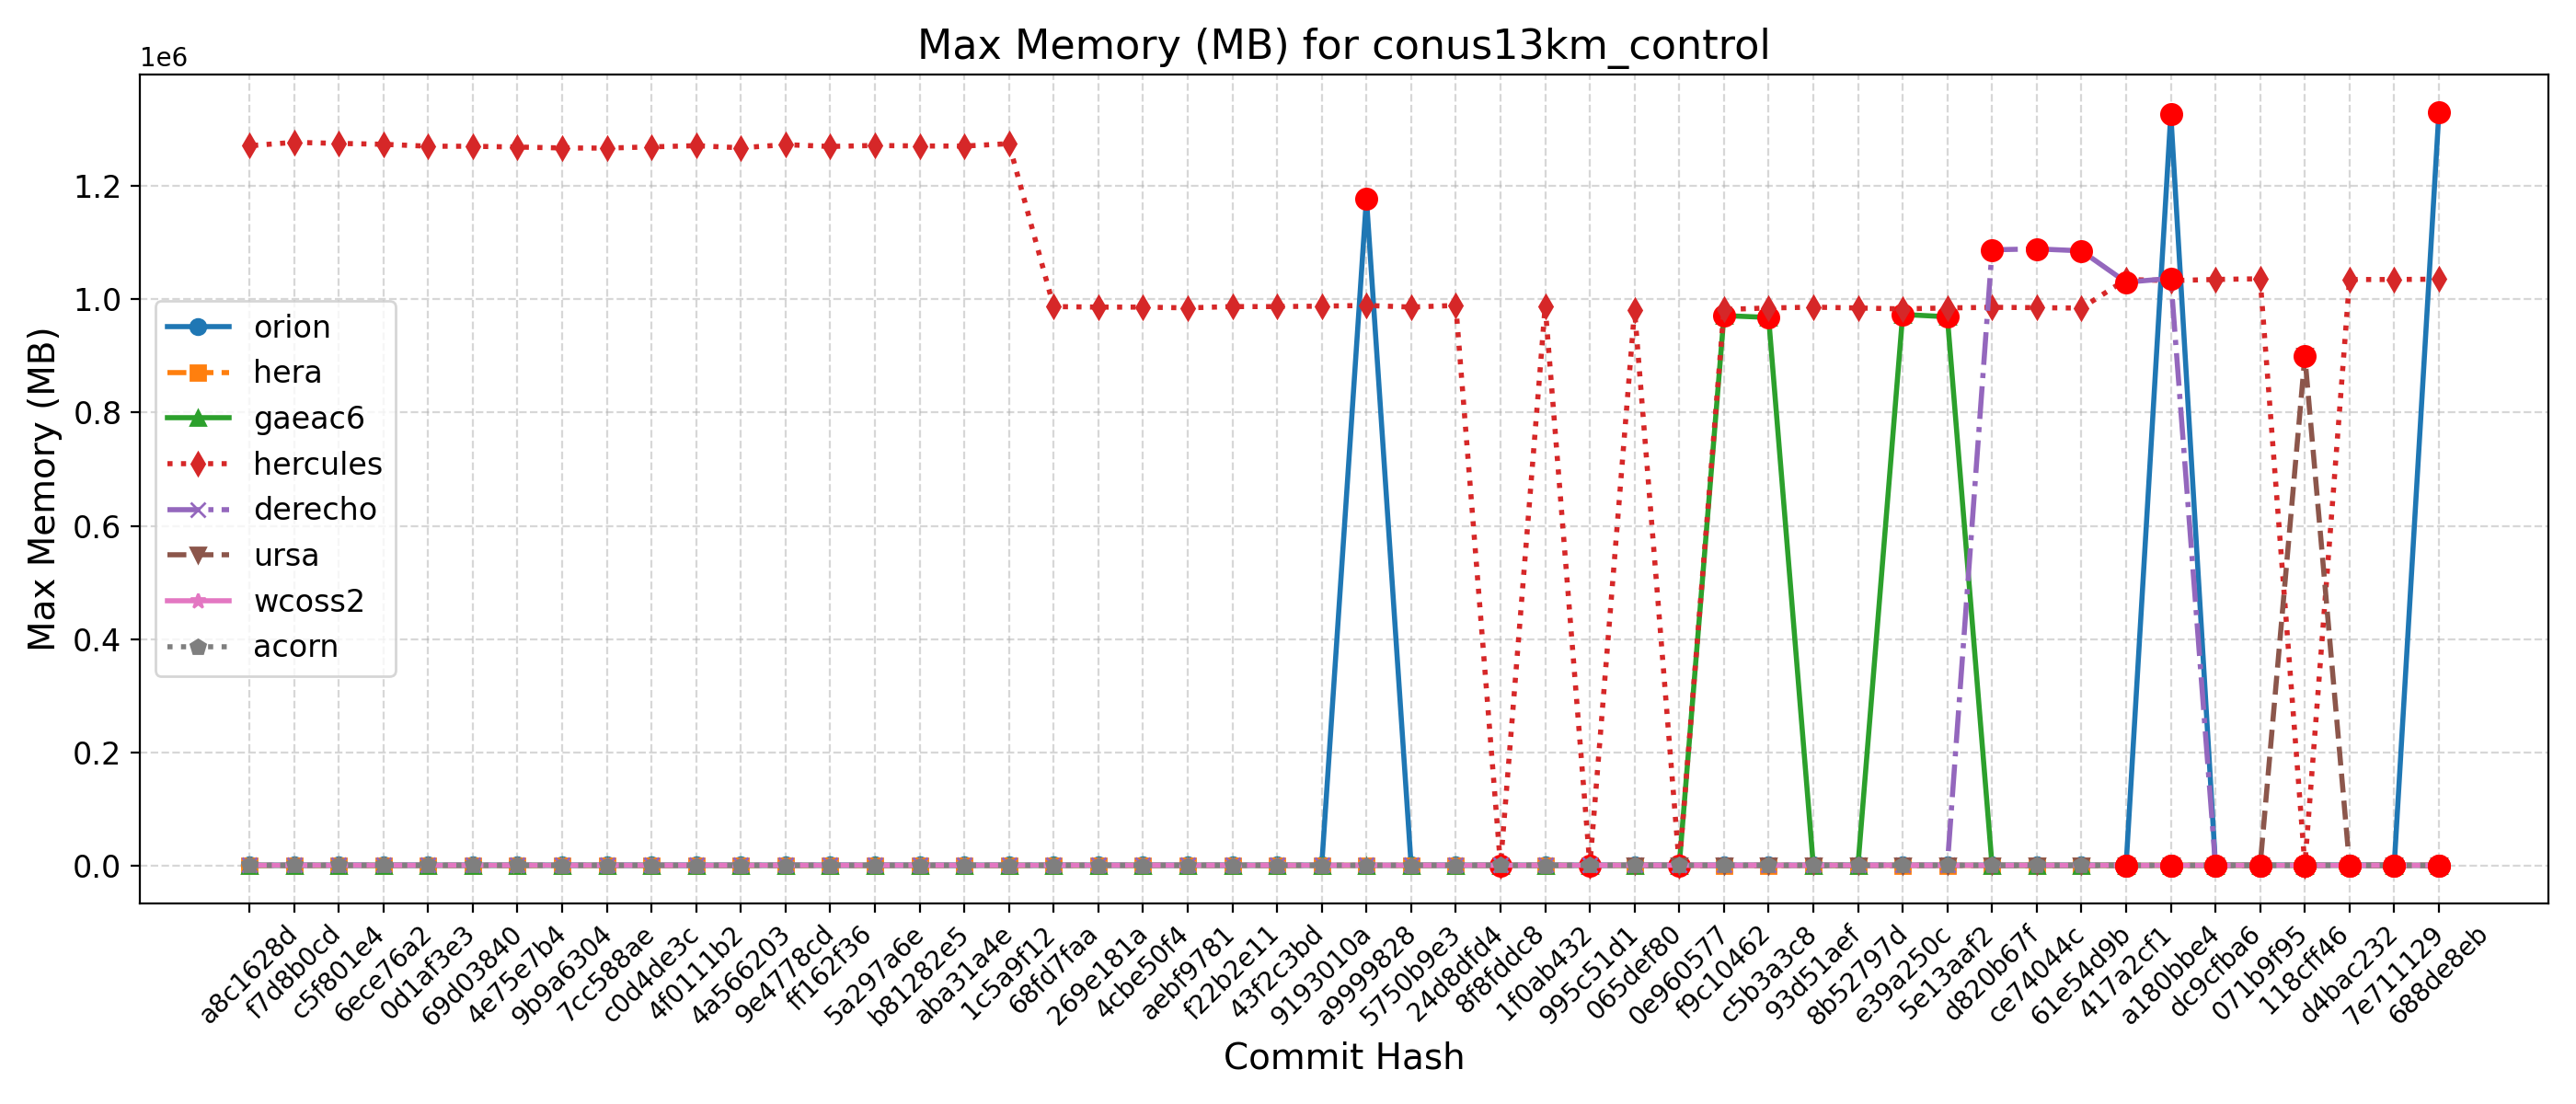 Max Memory (MB) for conus13km_control
1e6
1.2
1.0
0.8
0.6
0.4
0.2
0.0
Max Memory (MB)
orion
hera
gaeac6
hercules
derecho
ursa
wcoss2
acorn
a8c1628d
f7d8b0cd
c5f801e4
6ece76a2
0d1af3e3
69d03840
4e75e7b4
9b9a6304
7cc588ae
c0d4de3c
4f0111b2
4a566203
9e4778cd
ff162f36
5a297a6e
b81282e5
aba31a4e
1c5a9f12
68fd7faa
269e181a
4cbe50f4
aebf9781
f22b2e11
43f2c3bd
9193010a
a9999828
5750b9e3
24d8dfd4
8f8fddc8
1f0ab432
995c51d1
065def80
0e960577
f9c10462
c5b3a3c8
93d51aef
8b52797d
e39a250c
5e13aaf2
d820b67f
ce74044c
61e54d9b
417a2cf1
a180bbe4
dc9cfba6
071b9f95
118cff46
d4bac232
7e711129
688de8eb
Commit Hash